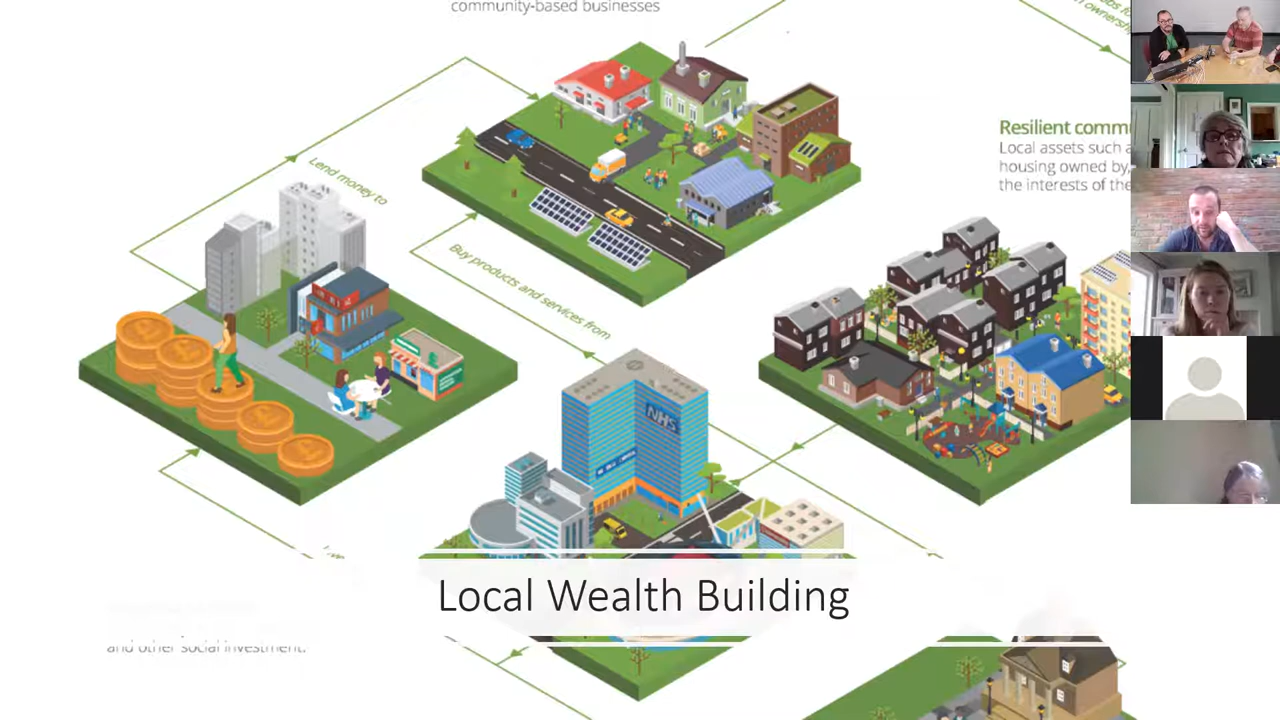 community-based businesses
Lend money to
Buy products and services from
Resilient commu
Local assets such a
housing owned by,
the interests of the
NHS
Local Wealth Building
and other social investment.